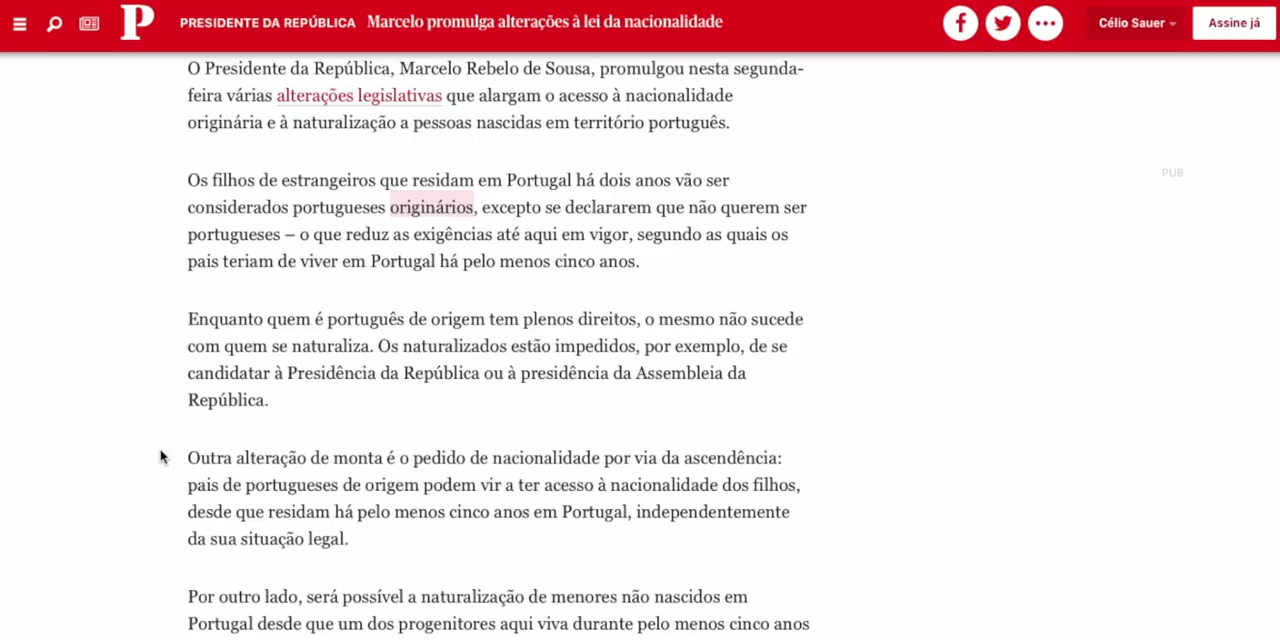 P PRESIDENTE DA REPÚBLICA Marcelo promulga alterações à lei da nacionalidade f Célio Sauer Assine já
O Presidente da República, Marcelo Rebelo de Sousa, promulgou nesta segunda-
feira várias alterações legislativas que alargam o acesso à nacionalidade
originária e à naturalização a pessoas nascidas em território português.
PUB
Os filhos de estrangeiros que residam em Portugal há dois anos vão ser
considerados portugueses originários, excepto se declararem que não querem ser
portugueses – o que reduz as exigências até aqui em vigor, segundo as quais os
pais teriam de viver em Portugal há pelo menos cinco anos.
Enquanto quem é português de origem tem plenos direitos, o mesmo não sucede
com quem se naturaliza. Os naturalizados estão impedidos, por exemplo, de se
candidatar à Presidência da República ou à presidência da Assembleia da
República.
Outra alteração de monta é o pedido de nacionalidade por via da ascendência:
pais de portugueses de origem podem vir a ter acesso à nacionalidade dos filhos,
desde que residam há pelo menos cinco anos em Portugal, independentemente
da sua situação legal.
Por outro lado, será possível a naturalização de menores não nascidos em
Portugal desde que um dos progenitores aqui viva durante pelo menos cinco anos